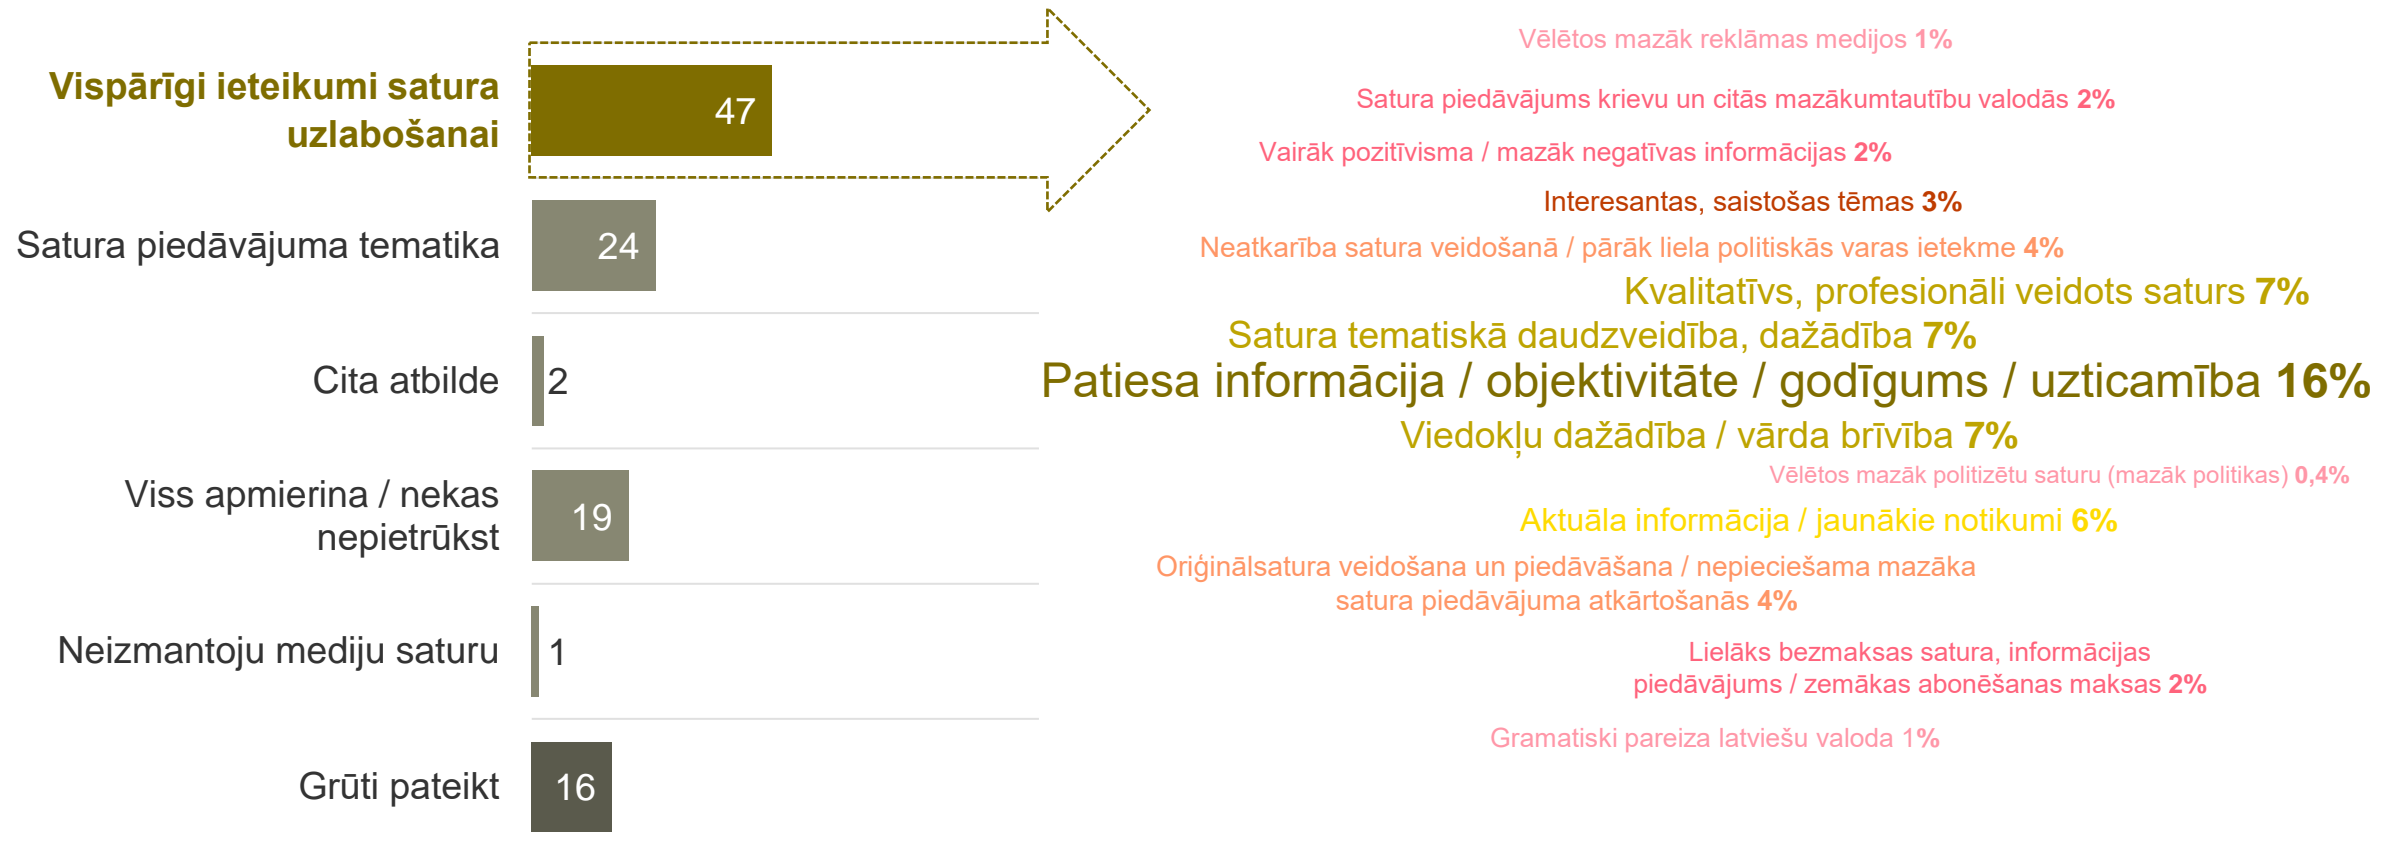 Vispārīgi ieteikumi satura
uzlabošanai
47
Satura piedāvājuma tematika
24
Cita atbilde
2
Viss apmierina / nekas
nepietrūkst
19
Neizmantoju mediju saturu
1
Grūti pateikt
16
Vēlētos mazāk reklāmas medijos 1%
Satura piedāvājums krievu un citās mazākumtautību valodās 2%
Vairāk pozitīvisma / mazāk negatīvas informācijas 2%
Interesantas, saistošas tēmas 3%
Neatkarība satura veidošanā / pārāk liela politiskās varas ietekme 4%
Kvalitatīvs, profesionāli veidots saturs 7%
Satura tematiskā daudzveidība, dažādība 7%
Patiesa informācija / objektivitāte / godīgums / uzticamība 16%
Viedokļu dažādība / vārda brīvība 7%
Vēlētos mazāk politizētu saturu (mazāk politikas) 0,4%
Aktuāla informācija / jaunākie notikumi 6%
Oriģinālsatura veidošana un piedāvāšana / nepieciešama mazāka
satura piedāvājuma atkārtošanās 4%
Lielāks bezmaksas satura, informācijas
piedāvājums / zemākas abonēšanas maksas 2%
Gramatiski pareiza latviešu valoda 1%